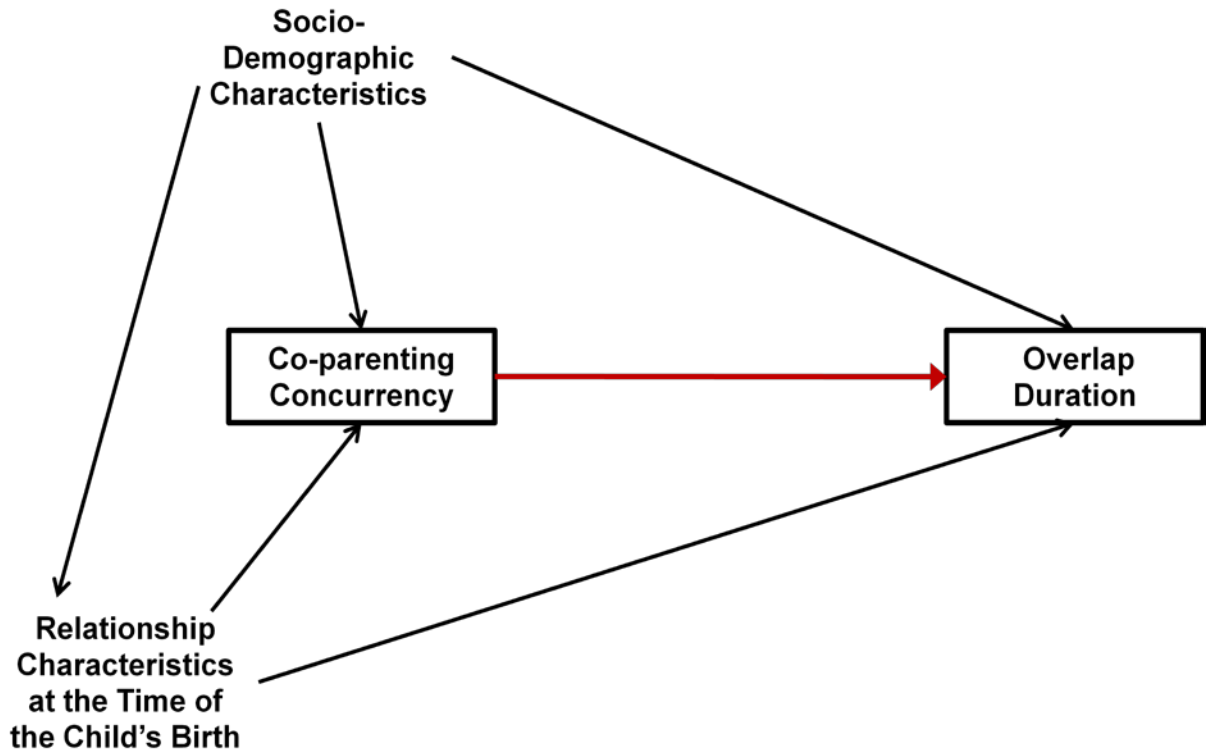 Socio-
Demographic
Characteristics
Co-parenting
Concurrency
Overlap
Duration
Relationship
Characteristics
at the Time of
the Child's Birth